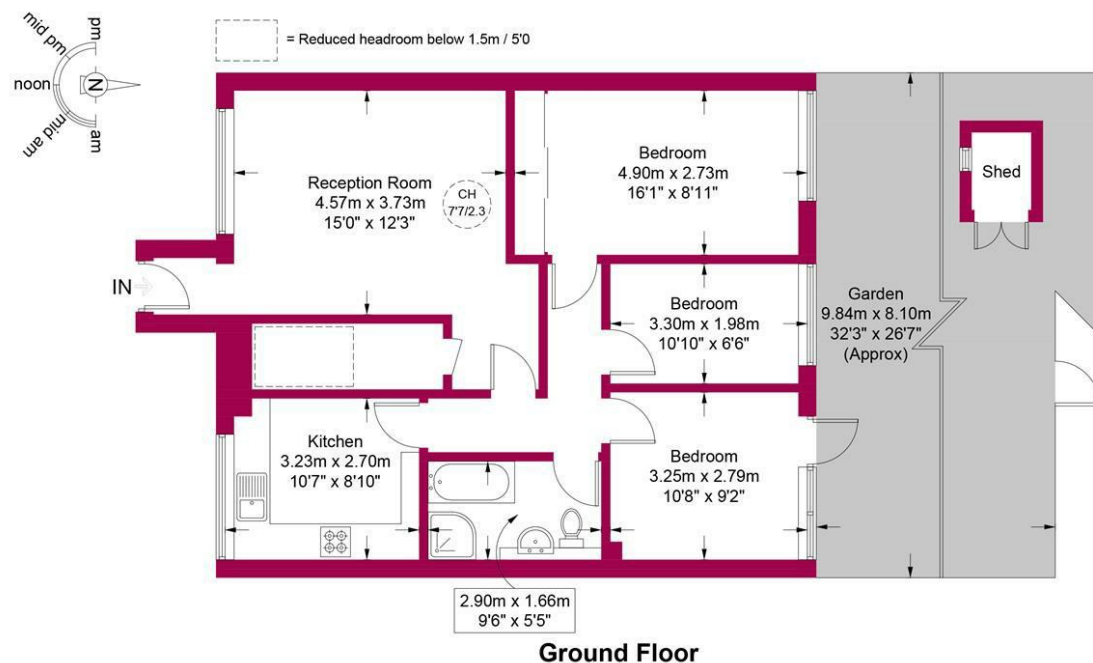 pm
mid pm
noon
mid am
am
N
= Reduced headroom below 1.5m / 5'0
Reception Room
4.57m x 3.73m
15'0" x 12'3"
CH
7'7/2.3
Bedroom
4.90m x 2.73m
16'1" x 8'11"
Shed
IN
Bedroom
3.30m x 1.98m
10'10" x 6'6"
Garden
9.84m x 8.10m
32'3" x 26'7"
(Approx)
Kitchen
3.23m x 2.70m
10'7" x 8'10"
Bedroom
3.25m x 2.79m
10'8" x 9'2"
2.90m x 1.66m
9'6" x 5'5"
Ground Floor